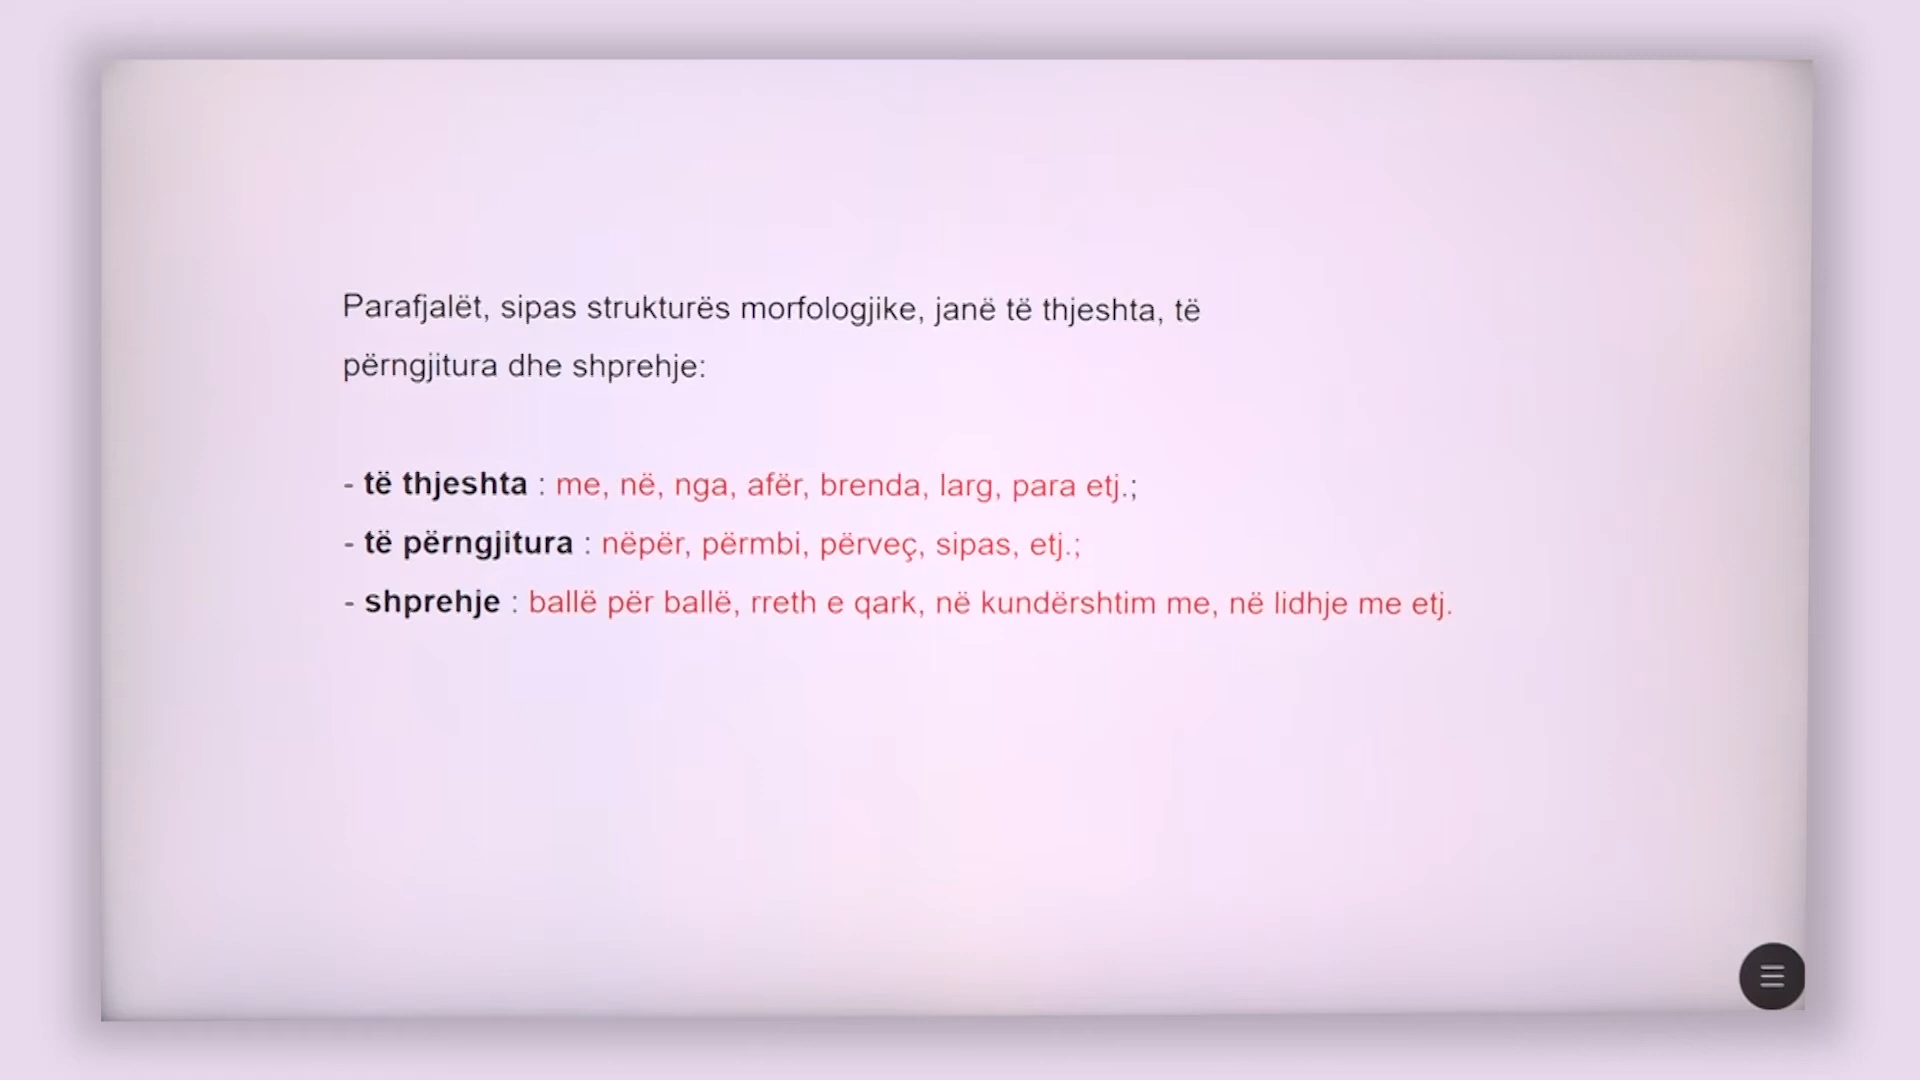 Parafjalët, sipas strukturës morfologjike, janë të thjeshta, të
përngjitura dhe shprehje:
- të thjeshta : me, në, nga, afër, brenda, larg, para etj.;
- të përngjitura : nëpër, përmbi, përveç, sipas, etj.;
- shprehje : ballë për ballë, rreth e qark, në kundërshtim me, në lidhje me etj.